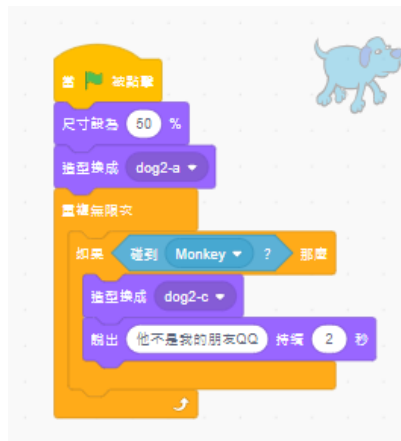 當 被點擊
尺寸設為 50 %
造型換成 dog2-a
重複無限次
如果 碰到 Monkey ? 那麼
造型換成 dog2-c
說出 他不是我的朋友QQ 持續 2 秒